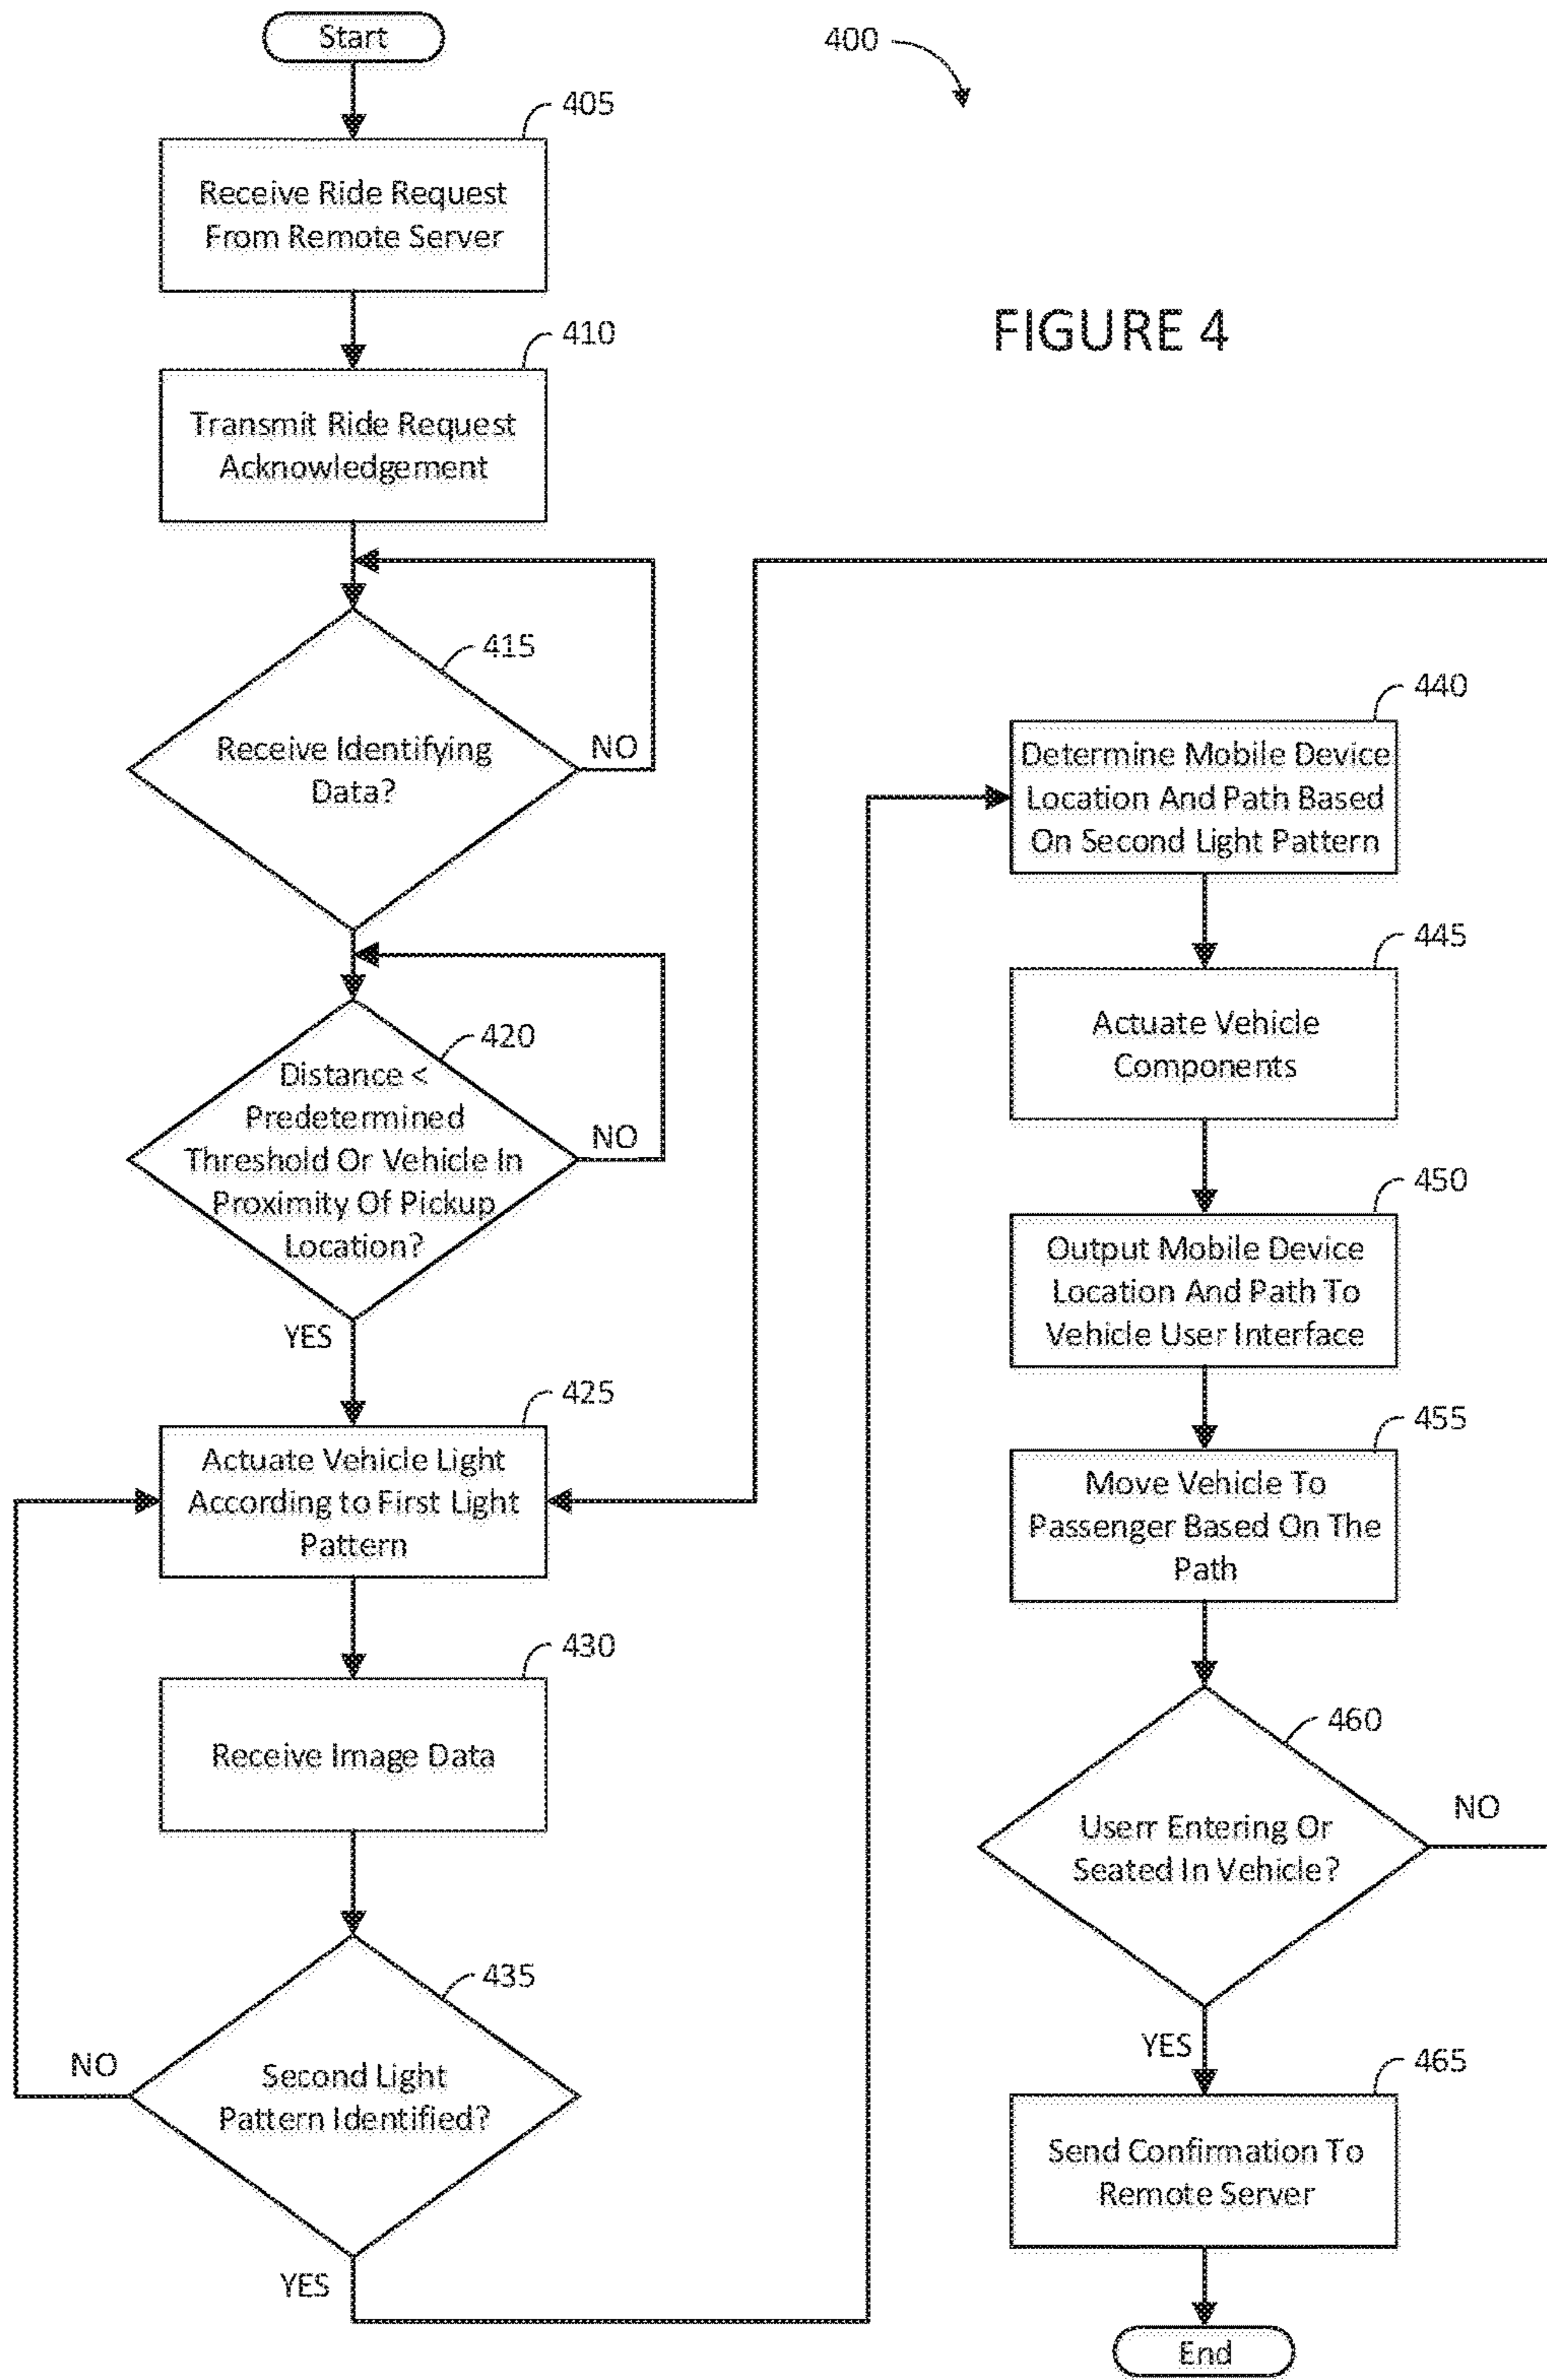 Start
400
405
Receive Ride Request
From Remote Server
FIGURE 4
410
Transmit Ride Request
Acknowledgement
415
Receive Identifying
Data?
NO
420
Distance <
Predetermined
Threshold Or Vehicle In
Proximity Of Pickup
Location?
NO
YES
425
Actuate Vehicle Light
According to First Light
Pattern
430
Receive Image Data
435
Second Light
Pattern Identified?
NO
YES
440
Determine Mobile Device
Location And Path Based
On Second Light Pattern
445
Actuate Vehicle
Components
450
Output Mobile Device
Location And Path To
Vehicle User Interface
455
Move Vehicle To
Passenger Based On The
Path
460
Userr Entering Or
Seated In Vehicle?
NO
YES
465
Send Confirmation To
Remote Server
End